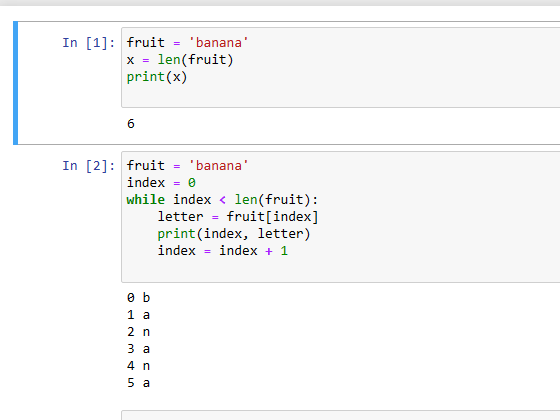 In [1]: fruit = 'banana'
x = len(fruit)
print(x)
6
In [2]: fruit = 'banana'
index = 0
while index < len(fruit):
    letter = fruit[index]
    print(index, letter)
    index = index + 1
0 b
1 a
2 n
3 a
4 n
5 a